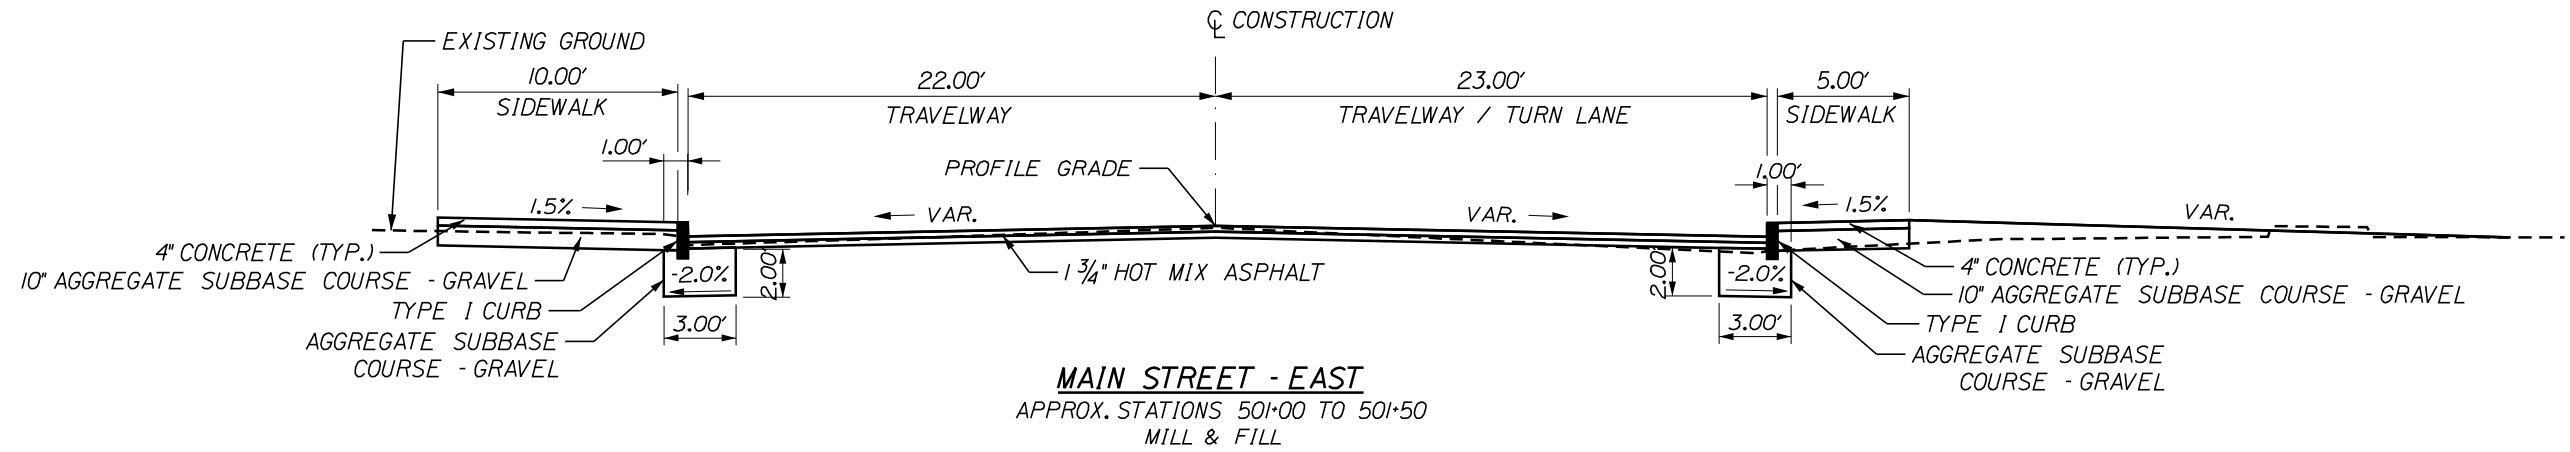 ℄ CONSTRUCTION
EXISTING GROUND
10.00'
SIDEWALK
22.00'
TRAVELWAY
23.00'
TRAVELWAY / TURN LANE
5.00'
SIDEWALK
1.00'
PROFILE GRADE
1.00'
1.5%
VAR.
VAR.
1.5%
VAR.
4" CONCRETE (TYP.)
10" AGGREGATE SUBBASE COURSE - GRAVEL
TYPE I CURB
AGGREGATE SUBBASE
COURSE - GRAVEL
-2.0%
2.00'
3.00'
1 3/4" HOT MIX ASPHALT
2.00'
-2.0%
3.00'
4" CONCRETE (TYP.)
10" AGGREGATE SUBBASE COURSE - GRAVEL
TYPE I CURB
AGGREGATE SUBBASE
COURSE - GRAVEL
MAIN STREET - EAST
APPROX. STATIONS 501+00 TO 501+50
MILL & FILL